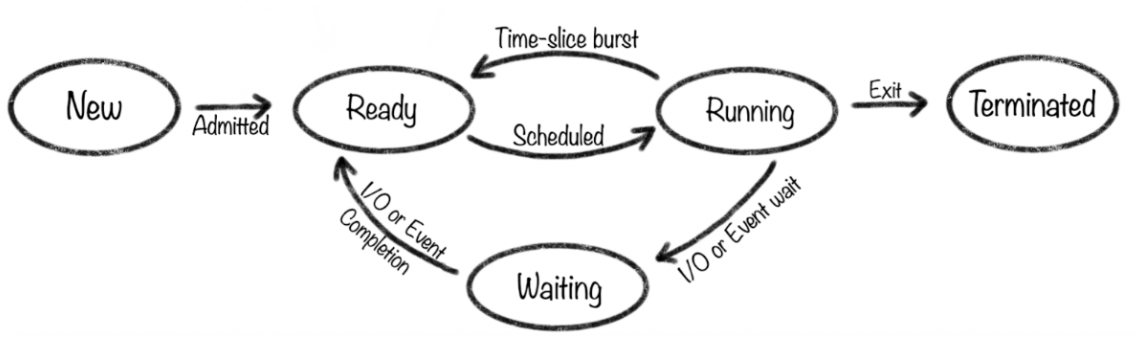 Time-slice burst
New
Admitted
Ready
Scheduled
Running
Exit
Terminated
I/O or Event
Completion
I/O or Event wait
Waiting